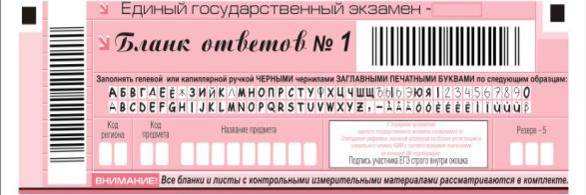 Единый государственный экзамен -
Бланк ответов № 1
Заполнять гелевой или капиллярной ручкой ЧЕРНЫМИ чернилами ЗАГЛАВНЫМИ ПЕЧАТНЫМИ БУКВАМИ по следующим образцам:
АБВГДЕЁЖЗИЙКЛМНОПРСТУФХЦЧШЩЪЫЬЭЮЯ1234567890
ABCDEFGHIJKLMNOPQRSTUVWXYZ,-
Код региона
Код предмета
Название предмета
Резерв - 5
Подпись участника ЕГЭ строго внутри окошка
ВНИМАНИЕ! Все бланки и листы с контрольными измерительными материалами рассматриваются в комплекте.